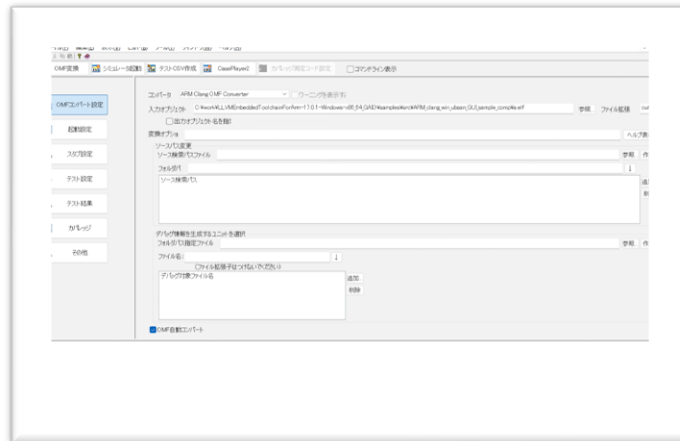 OMF変換 シミュレータ起動 テストCSV作成 CasePlayer2 カバレッジ測定コード設定 コマンドライン表示
OMFコンバート設定
起動設定
スタブ設定
テスト設定
テスト結果
カバレッジ
その他
コンバータ ARM Clang OMF Converter ワーニングを表示する
入力オブジェクト 参照 ファイル拡張
出力オブジェクト名を指
変換オプショ ヘルプ表
ソースパス変更
ソース検索パスファイル 参照 作
フォルダパ ↓
ソース検索パス
追
削
デバッグ情報を生成するユニットを選択
フォルダパス指定ファイル 参照 作
ファイル名: ↓
(ファイル拡張子はつけないでください)
デバッグ対象ファイル名
追加
削除
OMF自動コンバート